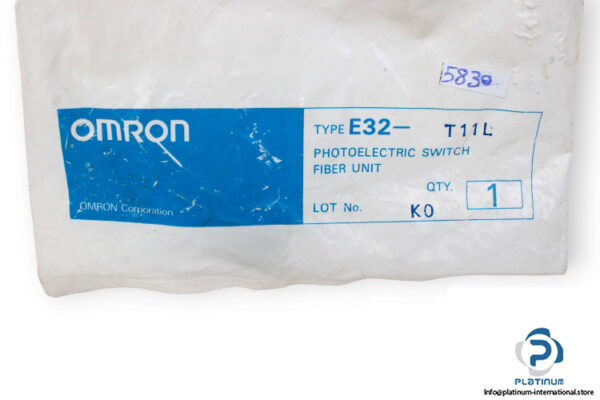 5830
OMRON
TYPE E32- T11L
PHOTOELECTRIC SWITCH
FIBER UNIT
QTY. 1
LOT No. KO
OMRON Corporation
PLATINUM
Info@platinum-international.store